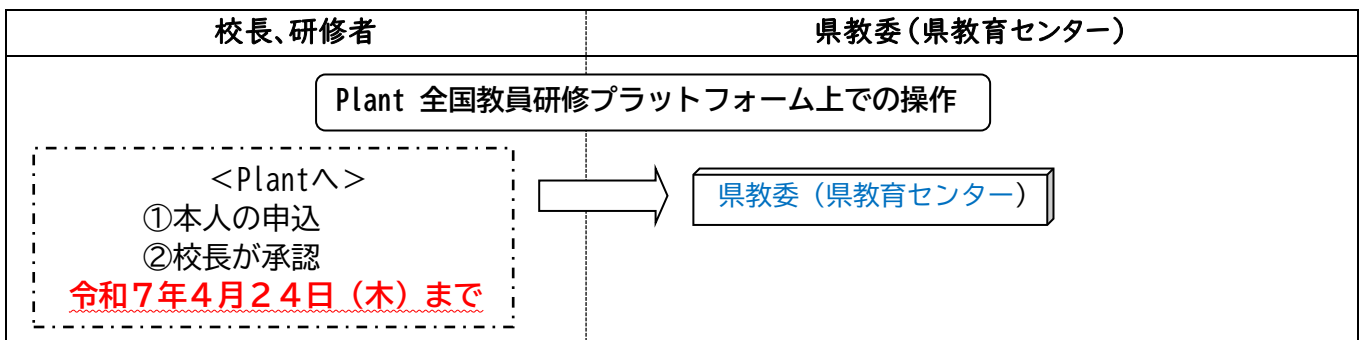 校長、研修者
県教委（県教育センター）
Plant 全国教員研修プラットフォーム上での操作
＜Plantへ＞
①本人の申込
②校長が承認
令和７年４月２４日（木）まで
県教委（県教育センター）